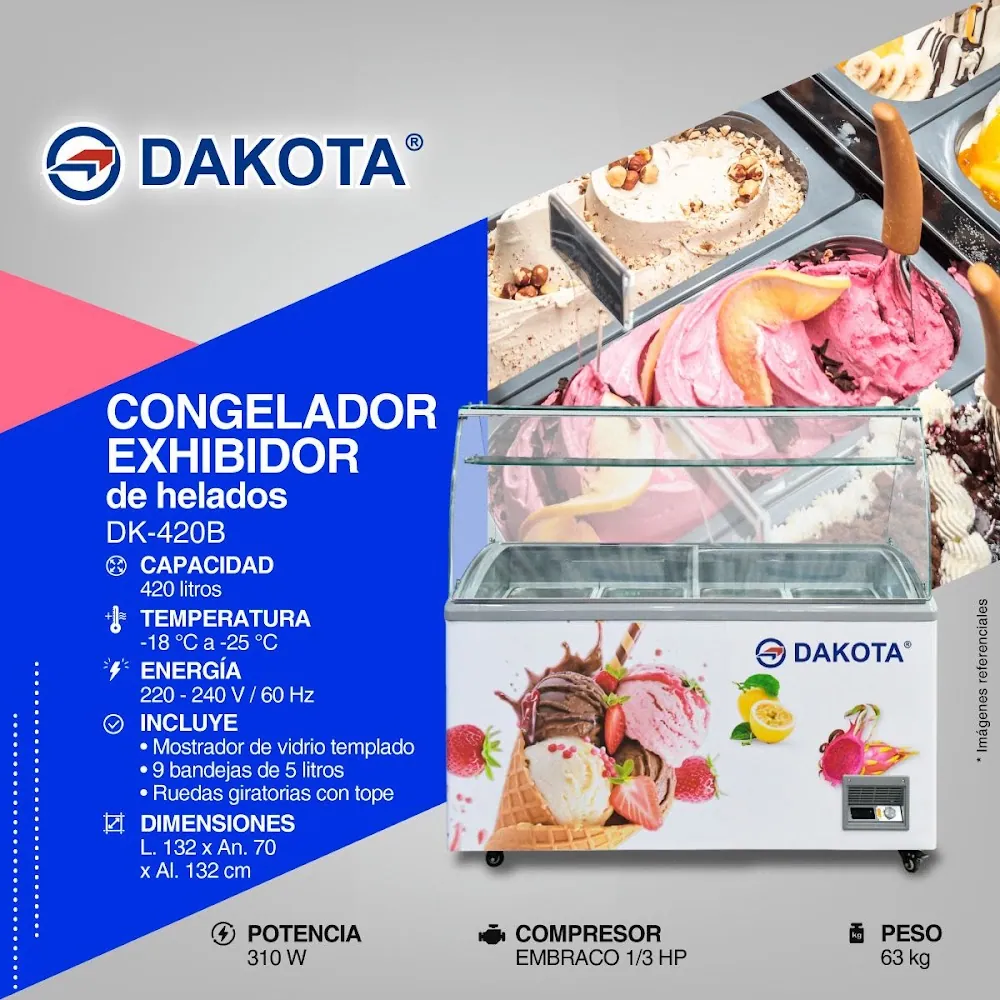 DAKOTA®
CONGELADOR
EXHIBIDOR
de helados
DK-420B
CAPACIDAD
420 litros
TEMPERATURA
-18 °C a -25 °C
ENERGÍA
220 - 240 V / 60 Hz
INCLUYE
• Mostrador de vidrio templado
• 9 bandejas de 5 litros
• Ruedas giratorias con tope
DIMENSIONES
L. 132 x An. 70
x Al. 132 cm
DAKOTA®
* Imágenes referenciales
POTENCIA
310 W
COMPRESOR
EMBRACO 1/3 HP
kg
PESO
63 kg